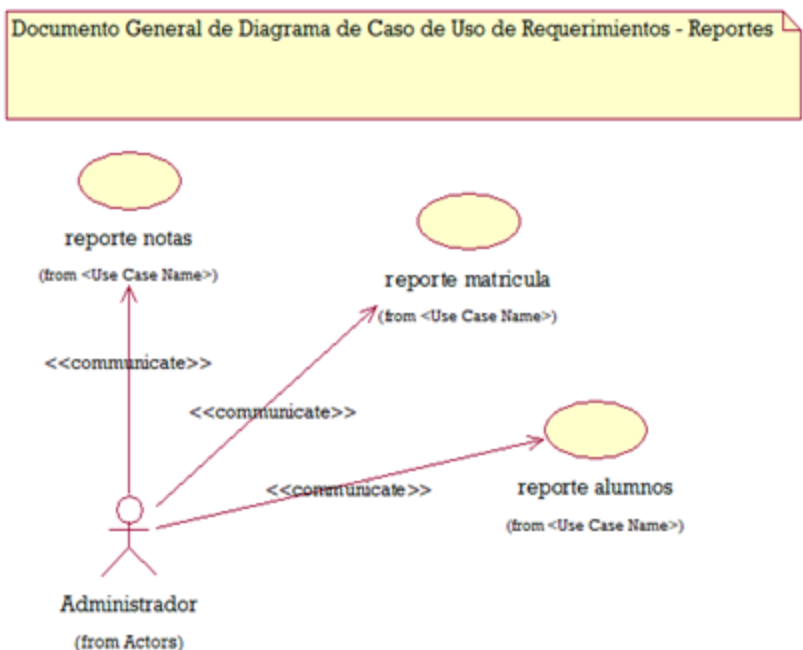 Documento General de Diagrama de Caso de Uso de Requerimientos - Reportes
reporte notas
(from <Use Case Name>)
reporte matricula
(from <Use Case Name>)
<<communicate>>
<<communicate>>
<<communicate>>
reporte alumnos
(from <Use Case Name>)
Administrador
(from Actors)